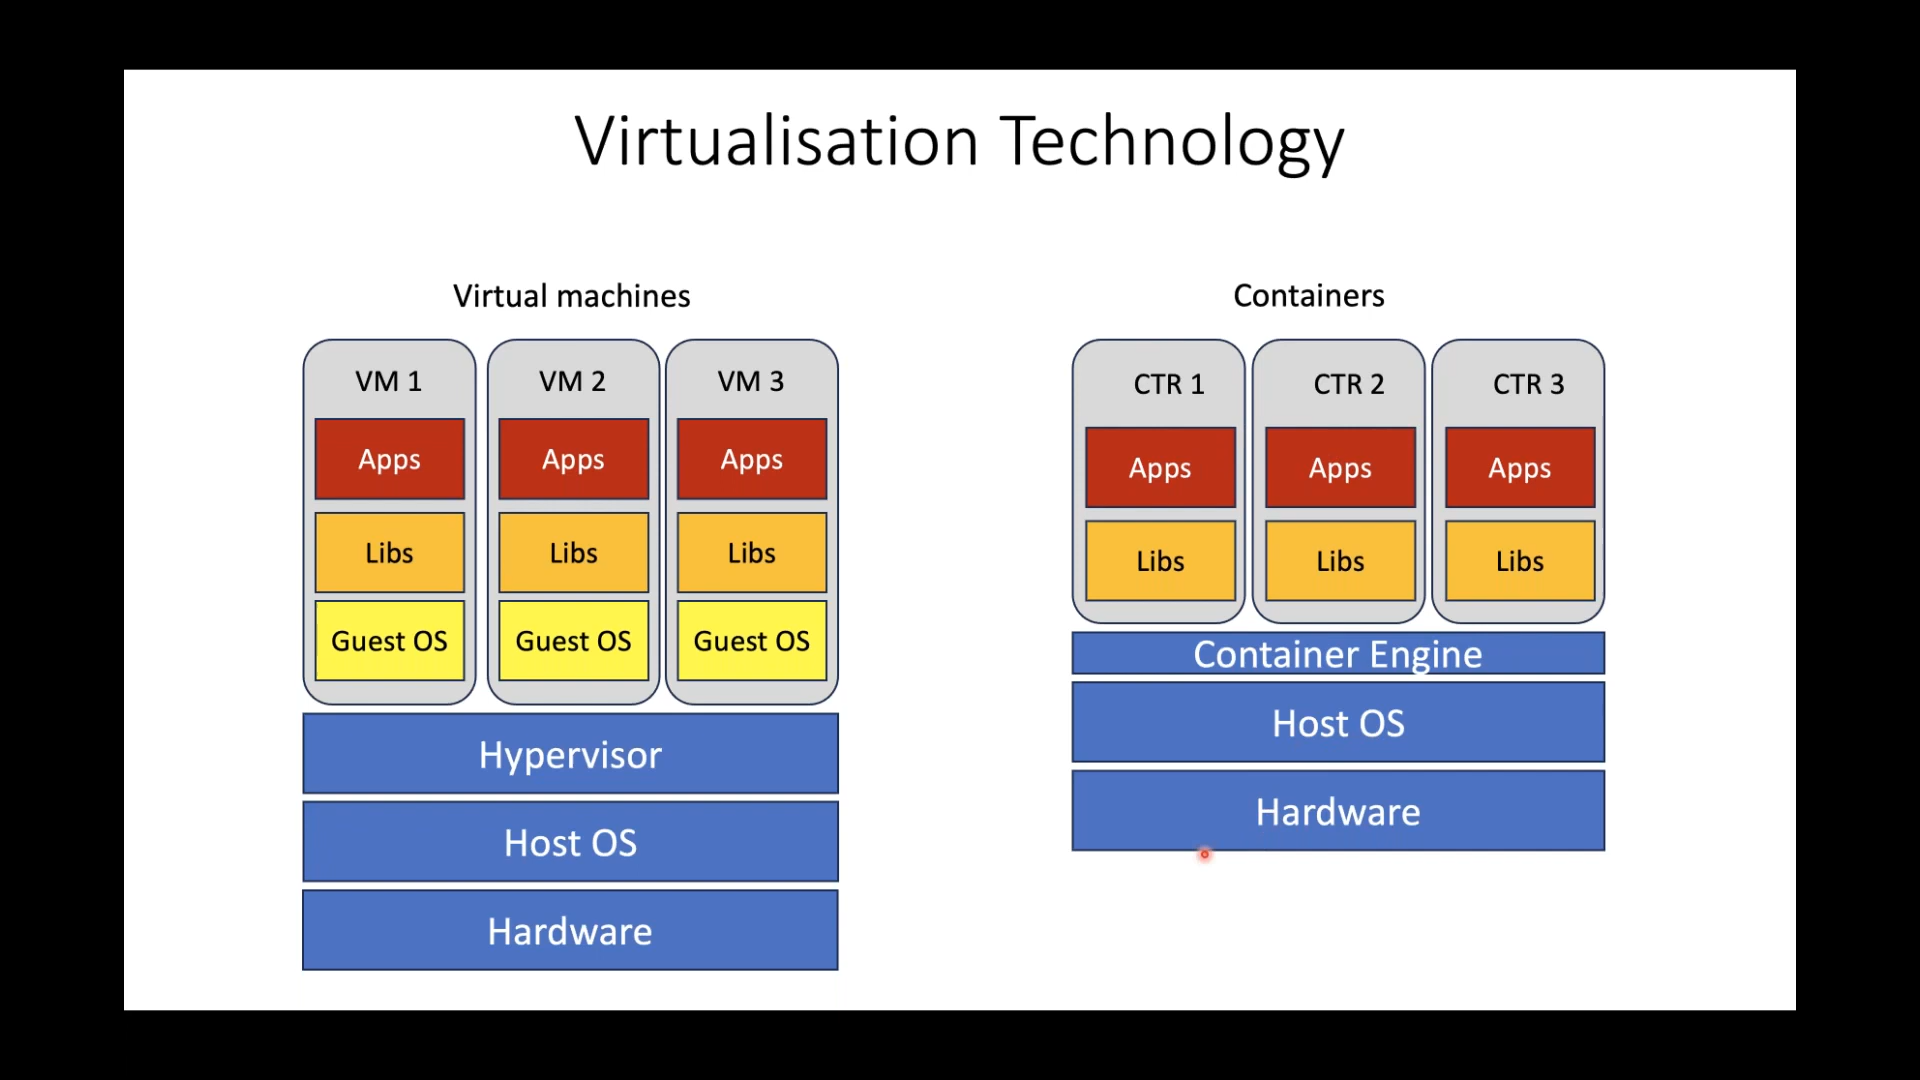 Virtualisation Technology
Virtual machines
VM 1 VM 2 VM 3
Apps Apps Apps
Libs Libs Libs
Guest OS Guest OS Guest OS
Hypervisor
Host OS
Hardware
Containers
CTR 1 CTR 2 CTR 3
Apps Apps Apps
Libs Libs Libs
Container Engine
Host OS
Hardware